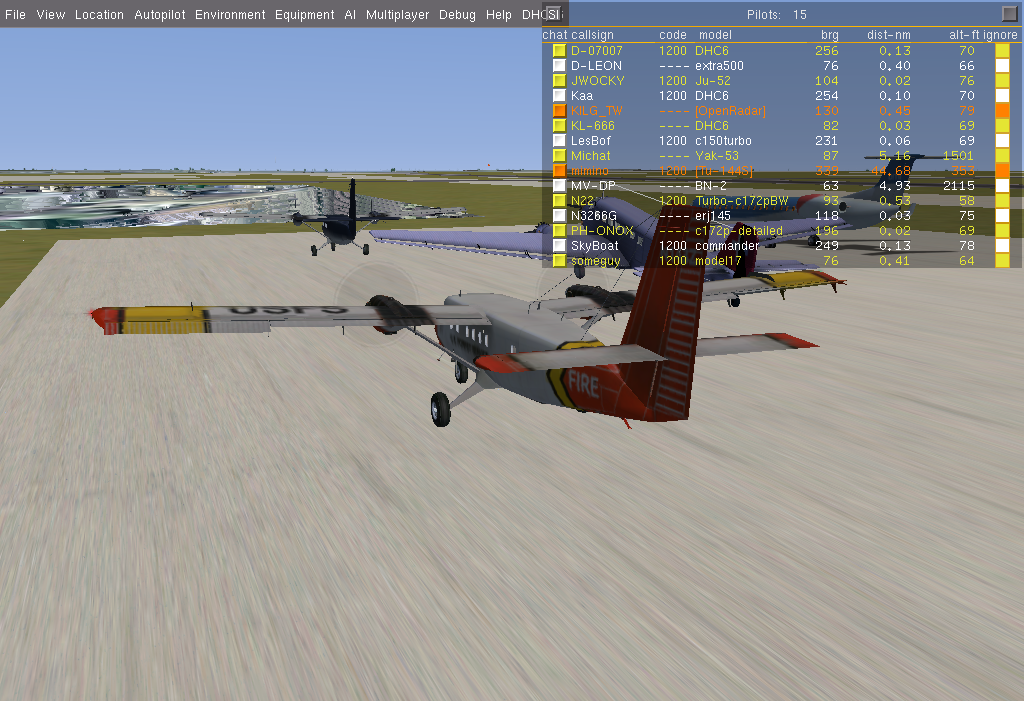 File View Location Autopilot Environment Equipment AI Multiplayer Debug Help
Pilots: 15
chat callsign code model brg dist-nm alt-ft ignore
D-07007 1200 DHC6 256 0.13 70
D-LEON ---- extra500 76 0.40 66
JWOCKY 1200 Ju-52 104 0.02 76
Kaa 1200 DHC6 254 0.10 70
KILG_TW ---- [OpenRadar] 130 0.45 79
KL-666 ---- DHC6 82 0.03 69
LesBof 1200 c150turbo 231 0.06 69
Michat ---- Yak-53 87 5.16 1501
mimino ---- [Tu-144S] 335 44.68 353
MV-DP ---- BN-2 63 4.93 2115
N22 1200 Turbo-c172pBW 93 0.53 58
N3266G ---- erj145 118 0.03 75
PH-ONOX ---- c172p-detailed 196 0.02 69
SkyBoat 1200 commander 249 0.13 78
someguy 1200 model17 76 0.41 64
FIRE